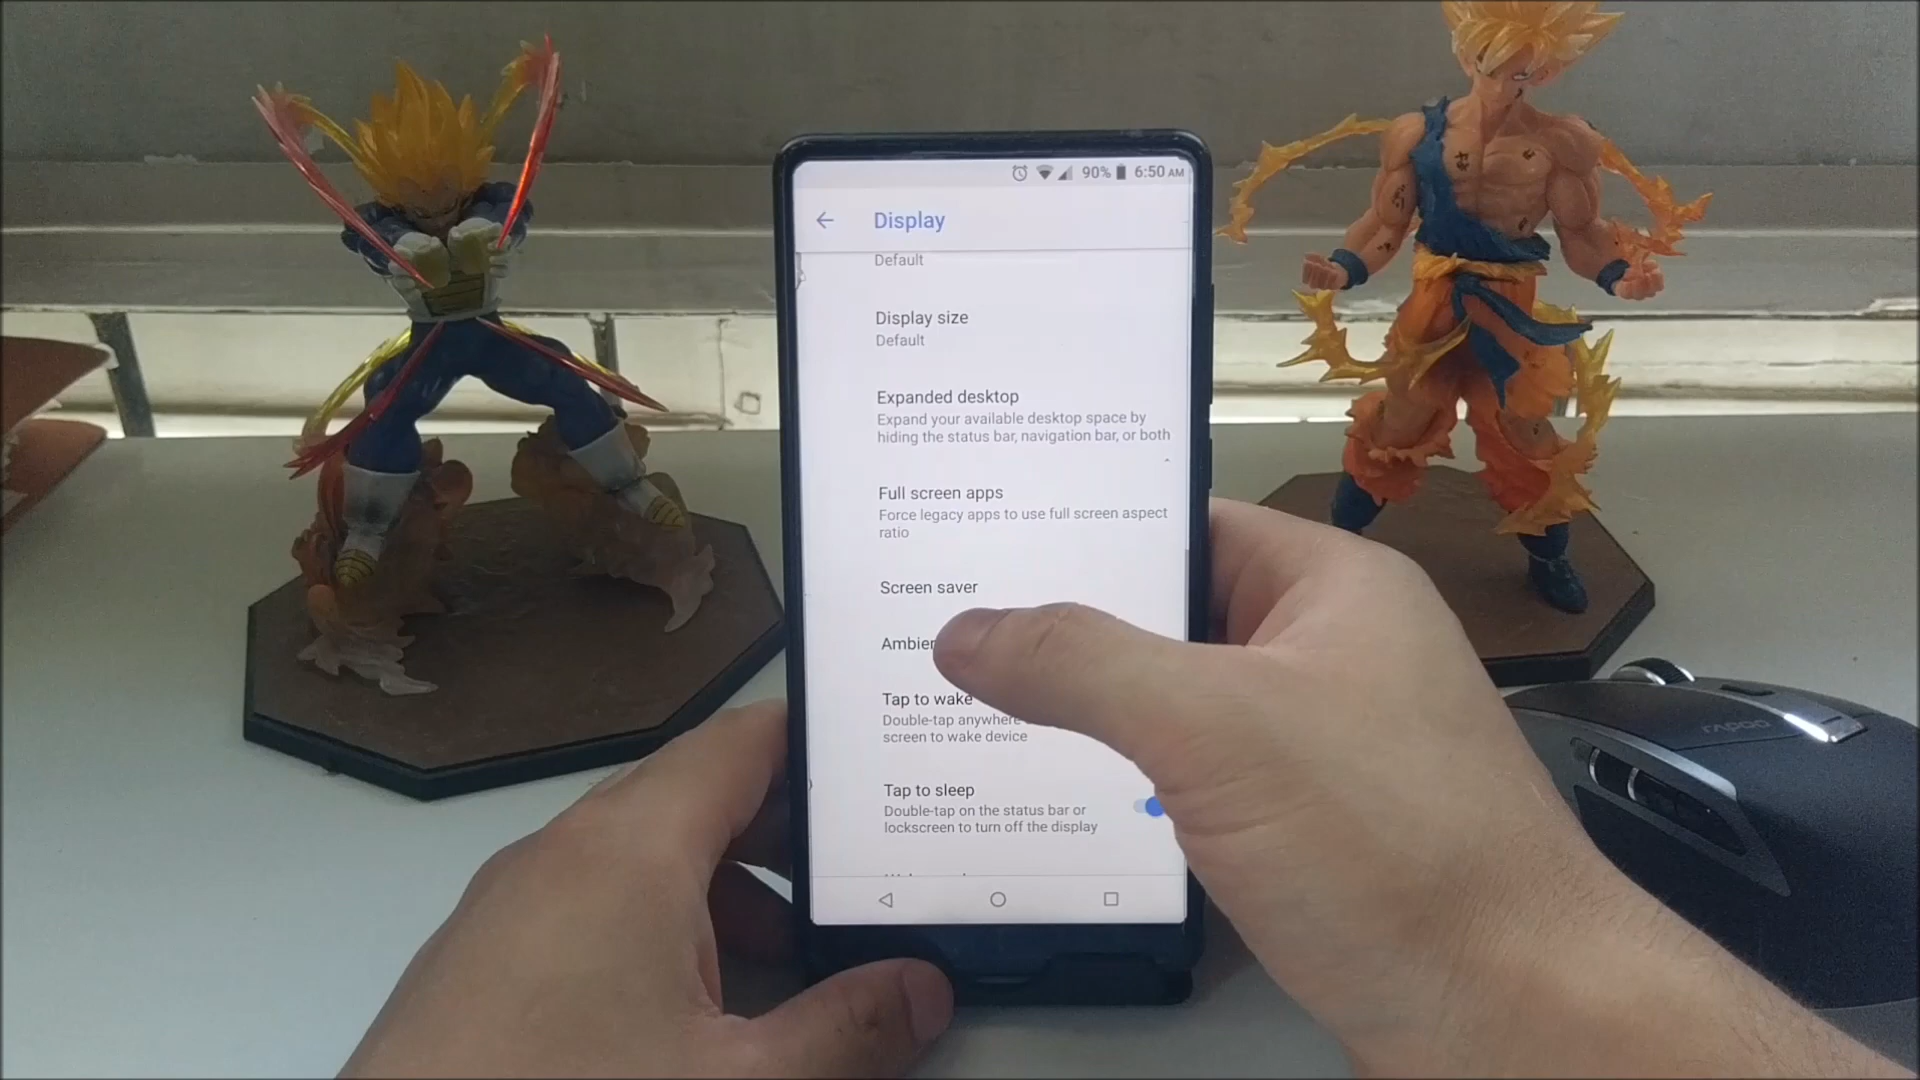 90% 6:50 AM
Display
Default
Display size
Default
Expanded desktop
Expand your available desktop space by
hiding the status bar, navigation bar, or both
Full screen apps
Force legacy apps to use full screen aspect
ratio
Screen saver
Tap to wake
Double-tap anywhere
screen to wake device
Tap to sleep
Double-tap on the status bar or
lockscreen to turn off the display
rapoo